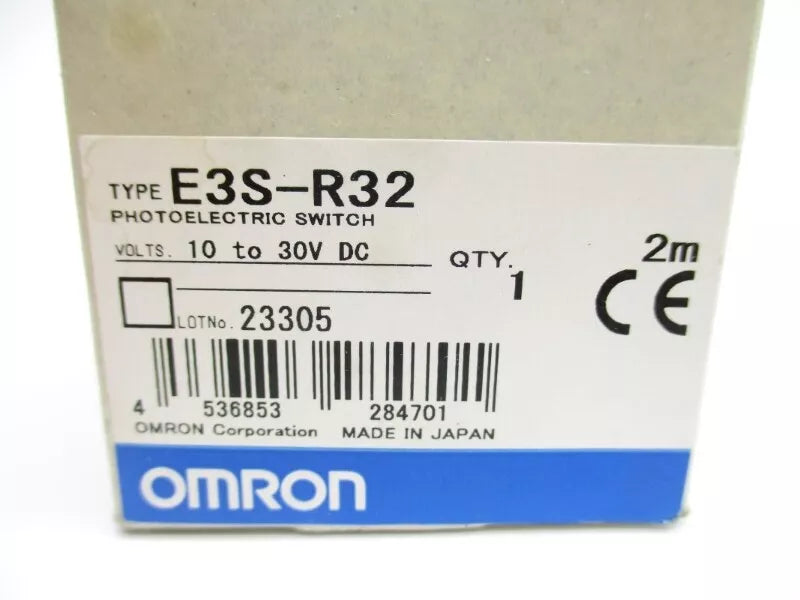 TYPE E3S-R32
PHOTOELECTRIC SWITCH
VOLTS. 10 to 30V DC
QTY. 1
2m
CE
LOTNo. 23305
4 536853 284701
OMRON Corporation MADE IN JAPAN
OMRON